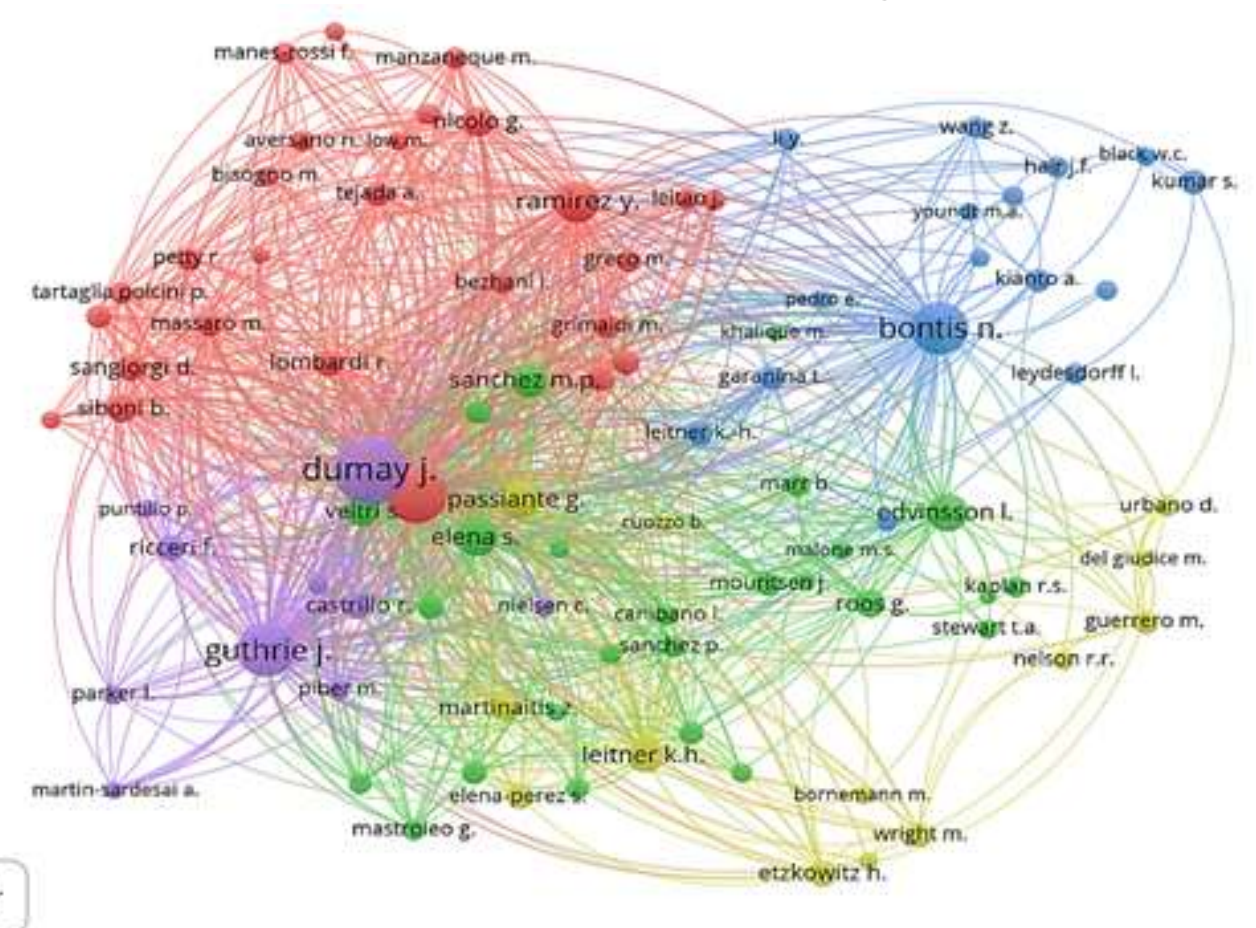 manes-rossi f.
manzaneque m.
nicolo g.
aversano n.
low m.
li y.
wang z.
black w.c.
hair j.f.
kumar s.
bisogno m.
tejada a.
ramirez y.
leitao j.
youndt m.a.
petty r.
greco m.
bezhani i.
kianto a.
tartaglia polcini p.
pedro e.
massaro m.
grimaldi m.
khalique m.
bontis n.
sangiorgi d.
lombardi r.
sanchez m.p.
garanina t.
leydesdorff l.
siboni b.
leitner k.-h.
dumay j.
marr b.
puntillo p.
veltri s.
passiante g.
cuozzo b.
edvinsson l.
urbano d.
ricceri f.
elena s.
malone m.s.
del giudice m.
castrillo r.
nielsen c.
cañibano l.
mouritsen j.
roos g.
kaplan r.s.
guthrie j.
sanchez p.
stewart t.a.
guerrero m.
nelson r.r.
parker l.
piber m.
martinaitis z.
leitner k.h.
martin-sardesai a.
elena-perez s.
bornemann m.
mastroleo g.
wright m.
etzkowitz h.